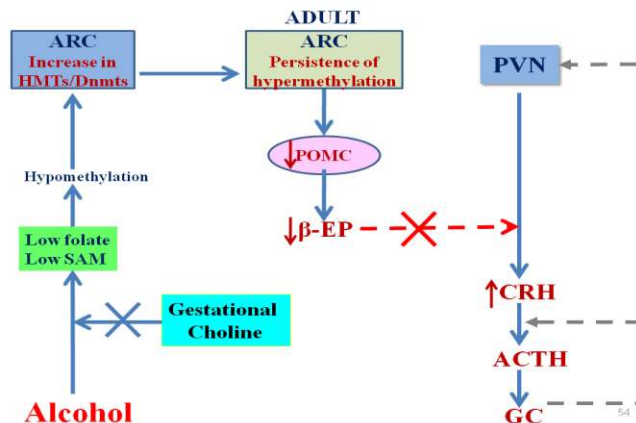 ADULT
ARC
Increase in
HMTs/Dnmts
ARC
Persistence of
hypermethylation
PVN
↓POMC
Hypomethylation
↓β-EP
Low folate
Low SAM
↑CRH
Gestational
Choline
ACTH
Alcohol
GC
54